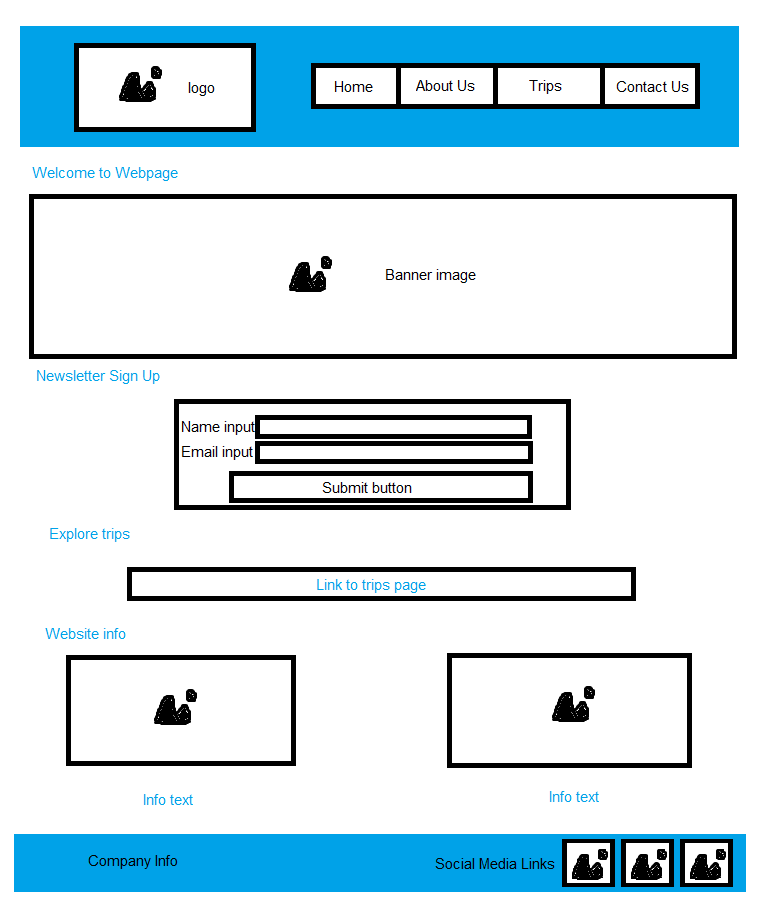 logo
Home
About Us
Trips
Contact Us
Welcome to Webpage
Banner image
Newsletter Sign Up
Name input
Email input
Submit button
Explore trips
Link to trips page
Website info
Info text
Info text
Company Info
Social Media Links